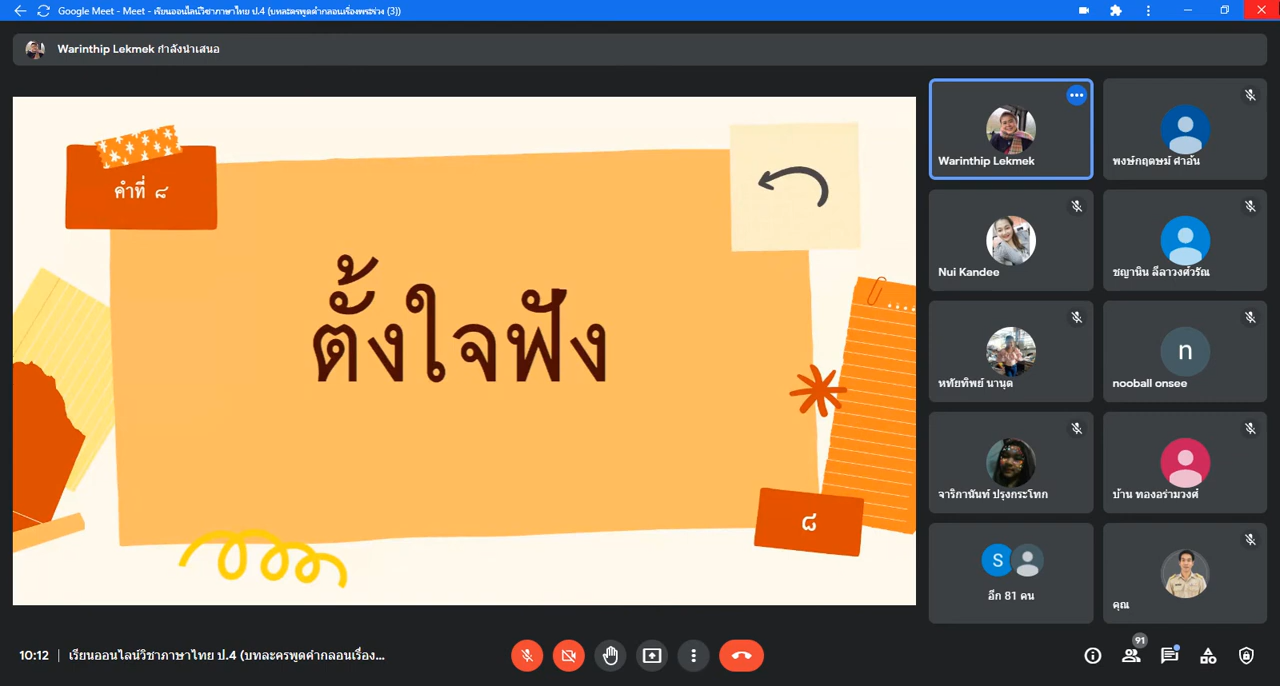 Google Meet - Meet - เรียนออนไลน์วิชาภาษาไทย ป.4 (บทละครพูดคำกลอนเรื่องพระร่วง (3))
Warinthip Lekmek กำลังนำเสนอ
คำที่ ๘
ตั้งใจฟัง
๘
Warinthip Lekmek
พงษ์กฤตษม์ ศาอัน
Nui Kandee
ชญานิน ลีลาวงศ์วรัณ
หทัยทิพย์ นานุต
n
nooball onsee
จาริกานันท์ ปรุงกระโทก
บ้าน ทองอร่ามวงศ์
S
อีก 81 คน
คุณ
10:12
เรียนออนไลน์วิชาภาษาไทย ป.4 (บทละครพูดคำกลอนเรื่อง...
91